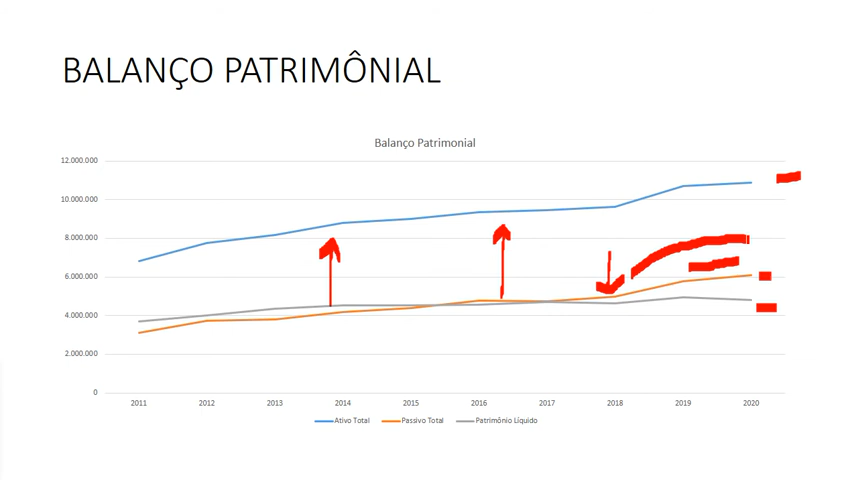 BALANÇO PATRIMÔNIAL
Balanço Patrimonial
12.000.000
10.000.000
8.000.000
6.000.000
4.000.000
2.000.000
0
2011 2012 2013 2014 2015 2016 2017 2018 2019 2020
Ativo Total Passivo Total Patrimônio Líquido